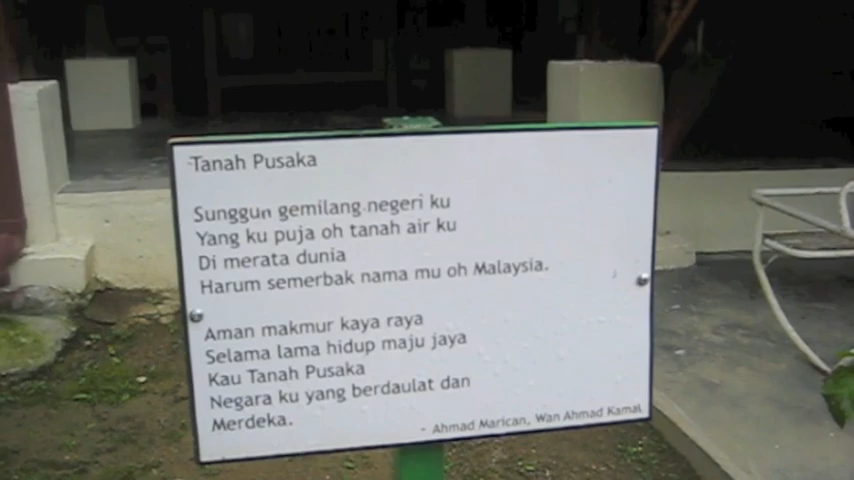 Tanah Pusaka
Sunggun gemilang negeri ku
Yang ku puja oh tanah air ku
Di merata dunia
Harum semerbak nama mu oh Malaysia.
Aman makmur kaya raya
Selama lama hidup maju jaya
Kau Tanah Pusaka
Negara ku yang berdaulat dan
Merdeka.
- Ahmad Marican, Wan Ahmad Kamal